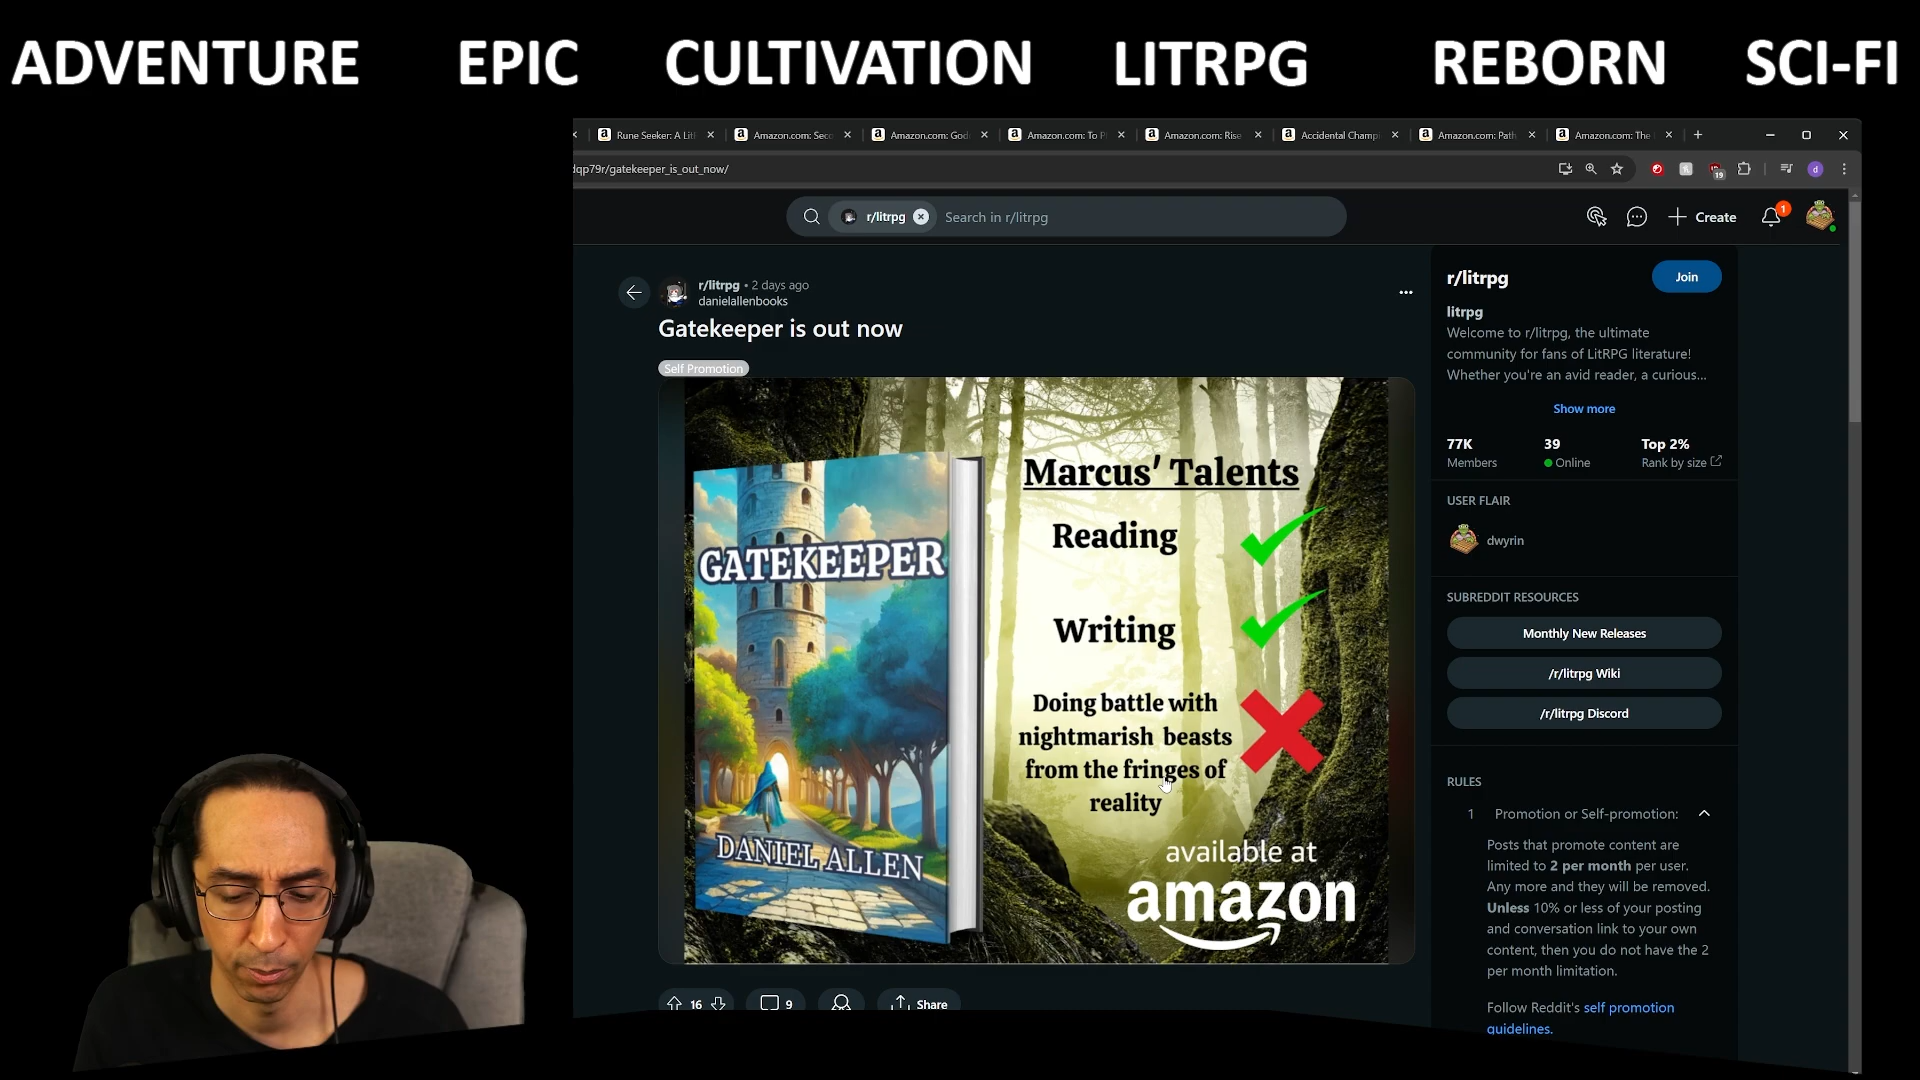 ADVENTURE EPIC CULTIVATION LITRPG REBORN SCI-FI
Rune Seeker: A Lit
Amazon.com: Seco
Amazon.com: God
Amazon.com: To P
Amazon.com: Rise
Accidental Champi
Amazon.com: Path
Amazon.com: The
dqp79r/gatekeeper_is_out_now/
19
d
r/litrpg
Search in r/litrpg
Create
1
r/litrpg • 2 days ago
danielallenbooks
Gatekeeper is out now
Self Promotion
GATEKEEPER
DANIEL ALLEN
Marcus' Talents
Reading
Writing
Doing battle with
nightmarish beasts
from the fringes of
reality
available at
amazon
16
9
Share
r/litrpg
Join
litrpg
Welcome to r/litrpg, the ultimate
community for fans of LitRPG literature!
Whether you're an avid reader, a curious...
Show more
77K 39 Top 2%
Members Online Rank by size
USER FLAIR
dwyrin
SUBREDDIT RESOURCES
Monthly New Releases
/r/litrpg Wiki
/r/litrpg Discord
RULES
1 Promotion or Self-promotion:
Posts that promote content are
limited to 2 per month per user.
Any more and they will be removed.
Unless 10% or less of your posting
and conversation link to your own
content, then you do not have the 2
per month limitation.
Follow Reddit's self promotion
guidelines.